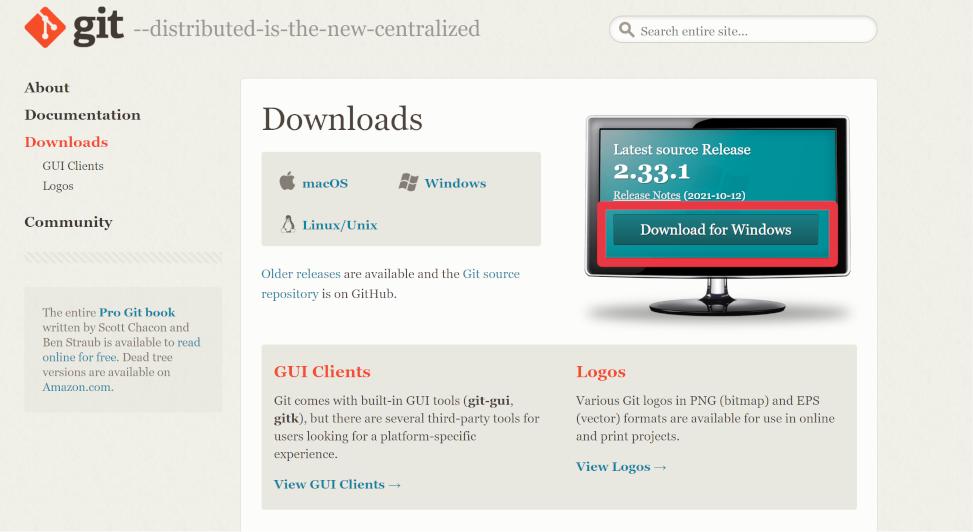 git --distributed-is-the-new-centralized
Search entire site...
About
Documentation
Downloads
GUI Clients
Logos
Community
The entire Pro Git book
written by Scott Chacon and
Ben Straub is available to read
online for free. Dead tree
versions are available on
Amazon.com.
Downloads
macOS
Windows
Linux/Unix
Older releases are available and the Git source
repository is on GitHub.
Latest source Release
2.33.1
Release Notes (2021-10-12)
Download for Windows
GUI Clients
Git comes with built-in GUI tools (git-gui,
gitk), but there are several third-party tools for
users looking for a platform-specific
experience.
View GUI Clients →
Logos
Various Git logos in PNG (bitmap) and EPS
(vector) formats are available for use in online
and print projects.
View Logos →